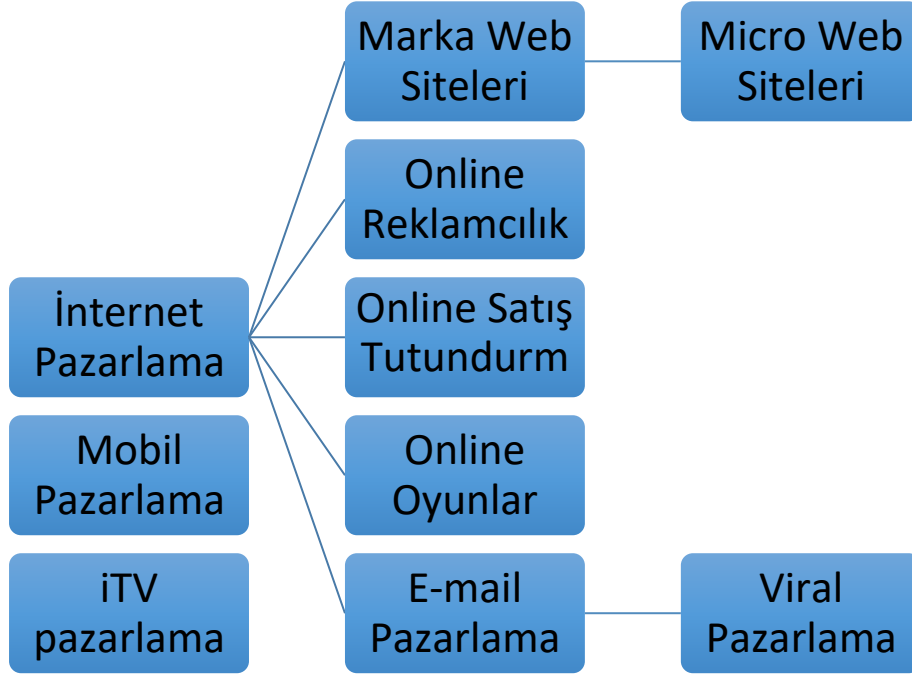 Marka Web
Siteleri
Micro Web
Siteleri
Online
Reklamcılık
İnternet
Pazarlama
Online Satış
Tutundurm
Mobil
Pazarlama
Online
Oyunlar
iTV
pazarlama
E-mail
Pazarlama
Viral
Pazarlama